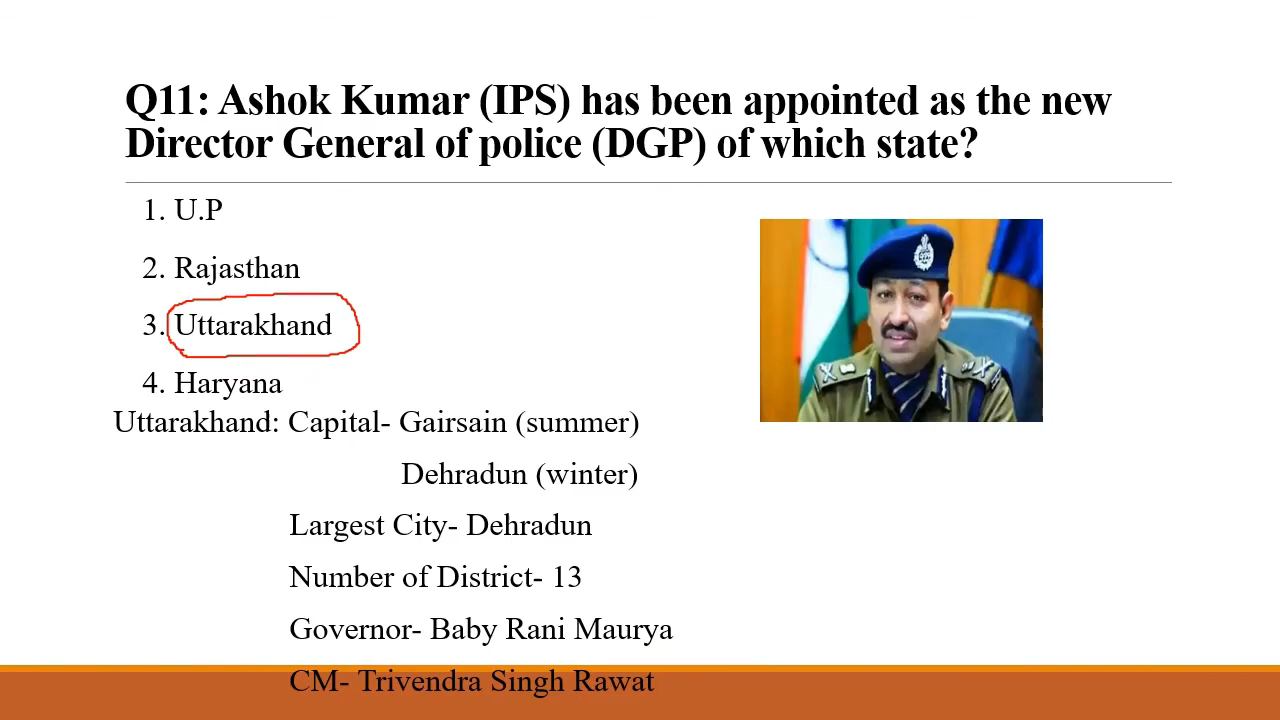 Q11: Ashok Kumar (IPS) has been appointed as the new
Director General of police (DGP) of which state?
1. U.P
2. Rajasthan
3. Uttarakhand
4. Haryana
Uttarakhand: Capital- Gairsain (summer)
Dehradun (winter)
Largest City- Dehradun
Number of District- 13
Governor- Baby Rani Maurya
CM- Trivendra Singh Rawat